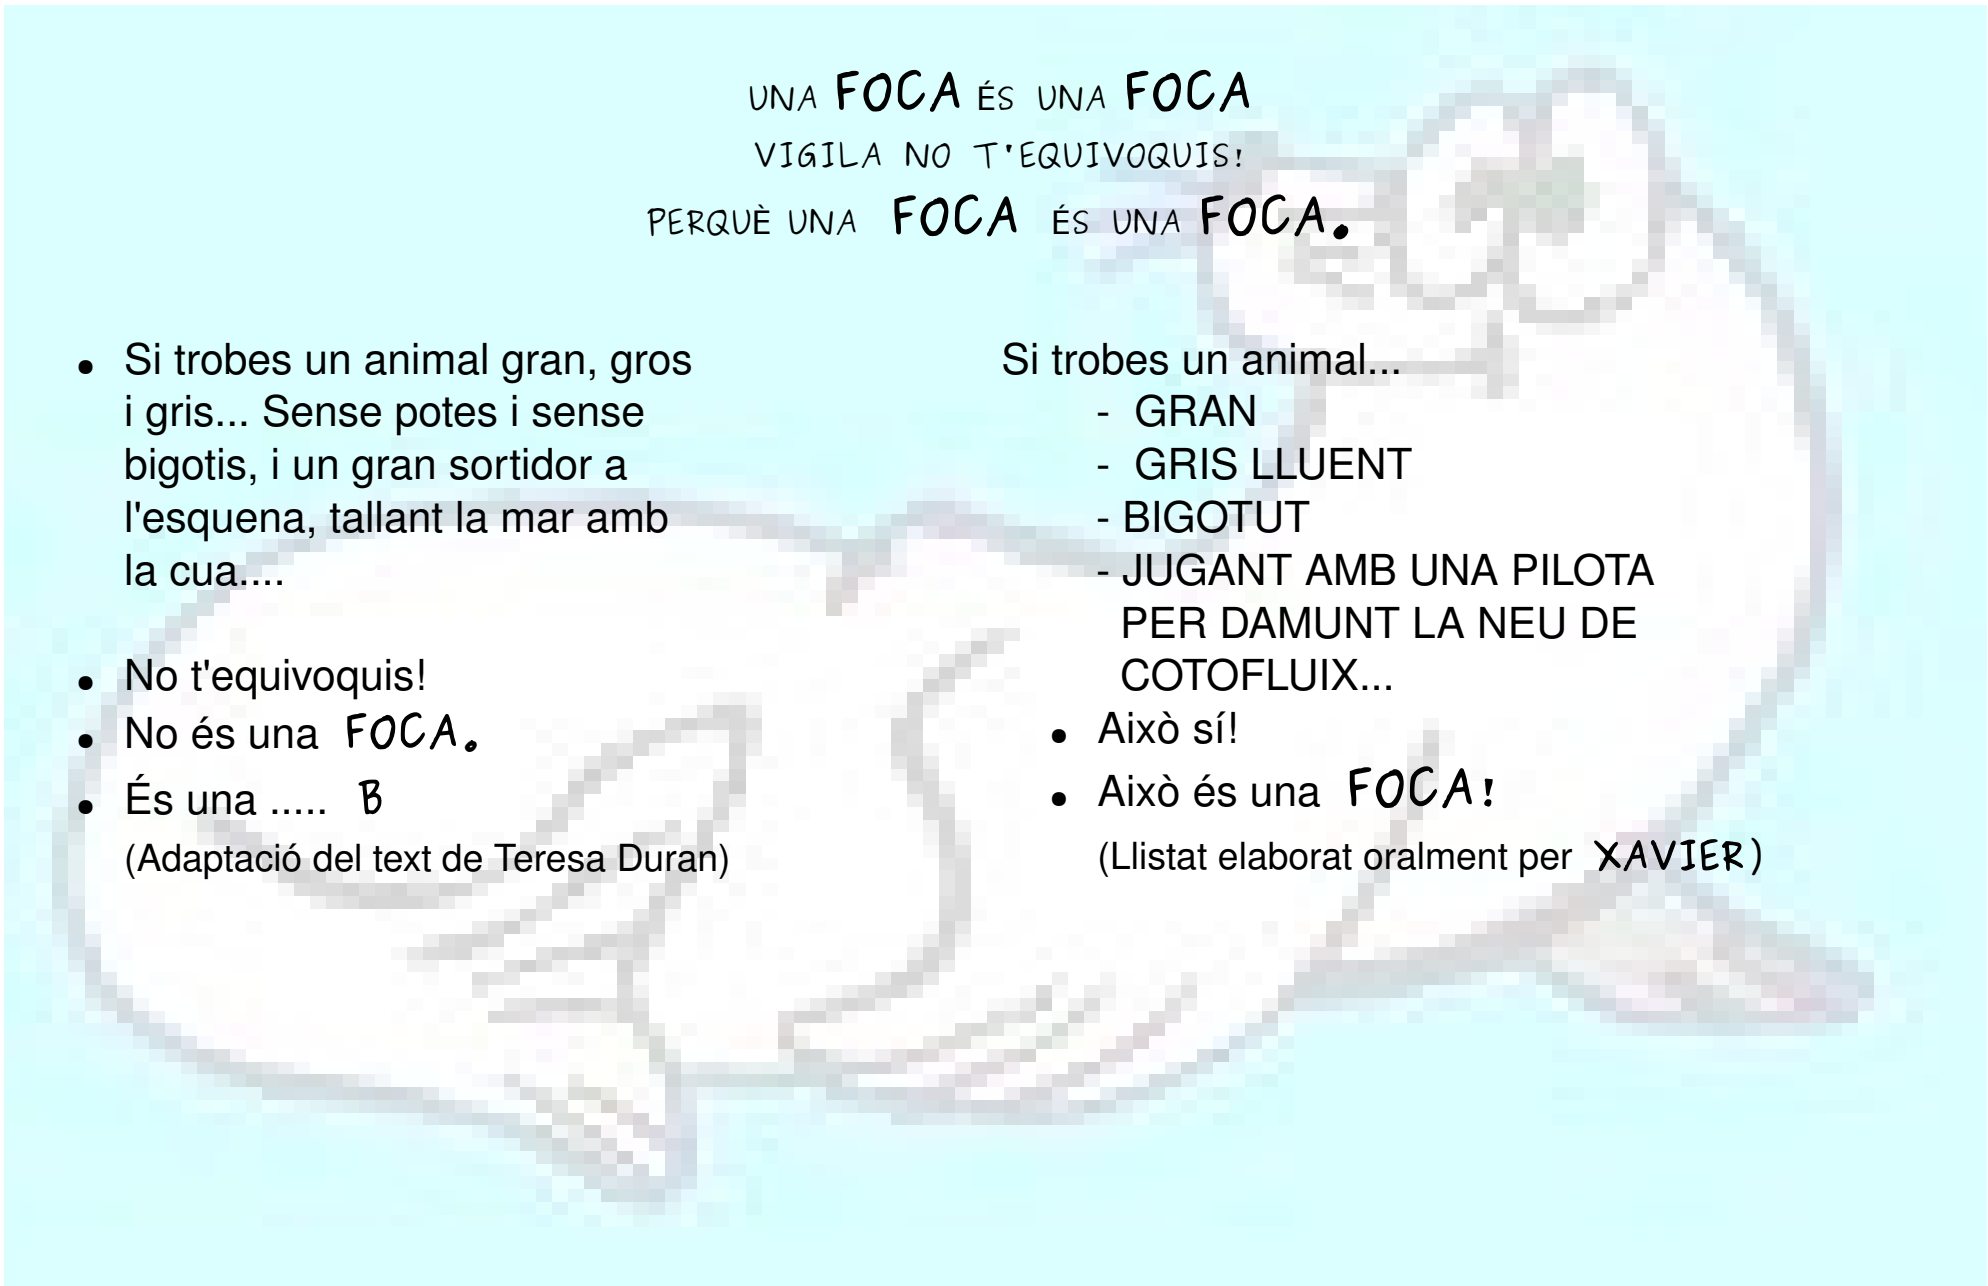 UNA FOCA ÉS UNA FOCA
VIGILA NO T'EQUIVOQUIS!
PERQUÈ UNA FOCA ÉS UNA FOCA.
• Si trobes un animal gran, gros
i gris... Sense potes i sense
bigotis, i un gran sortidor a
l'esquena, tallant la mar amb
la cua....
• No t'equivoquis!
• No és una FOCA.
• És una ..... B
(Adaptació del text de Teresa Duran)
Si trobes un animal...
- GRAN
- GRIS LLUENT
- BIGOTUT
- JUGANT AMB UNA PILOTA
PER DAMUNT LA NEU DE
COTOFLUIX...
• Això sí!
• Això és una FOCA!
(Llistat elaborat oralment per XAVIER)